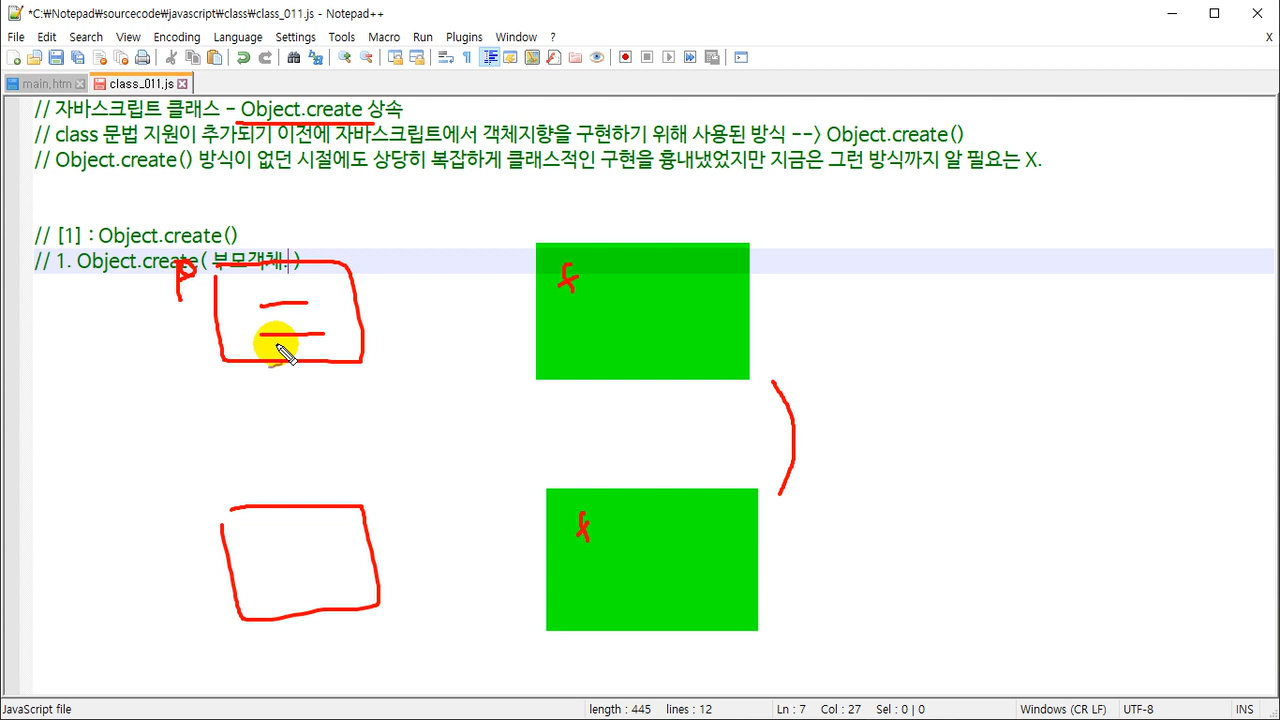 *C:₩Notepad₩sourcecode₩javascript₩class₩class_011.js - Notepad++
File Edit Search View Encoding Language Settings Tools Macro Run Plugins Window ? X
main,htm class_011.js
// 자바스크립트 클래스 - Object.create 상속
// class 문법 지원이 추가되기 이전에 자바스크립트에서 객체지향을 구현하기 위해 사용된 방식 --> Object.create()
// Object.create() 방식이 없던 시절에도 상당히 복잡하게 클래스적인 구현을 흉내냈었지만 지금은 그런 방식까지 알 필요는 X.
// [1] : Object.create()
// 1. Object.create( 부모객체. )
P
JavaScript file length : 445 lines : 12 Ln : 7 Col : 27 Sel : 0 | 0 Windows (CR LF) UTF-8 INS